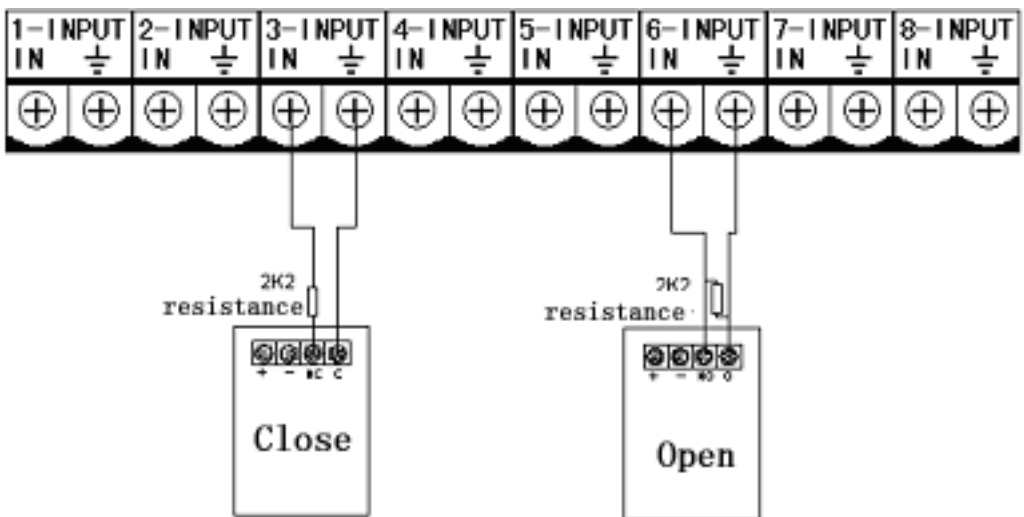 1-INPUT 2-INPUT 3-INPUT 4-INPUT 5-INPUT 6-INPUT 7-INPUT 8-INPUT
IN IN IN IN IN IN IN IN
2K2 2K2
resistance resistance
+ - NC C + - NO
Close Open